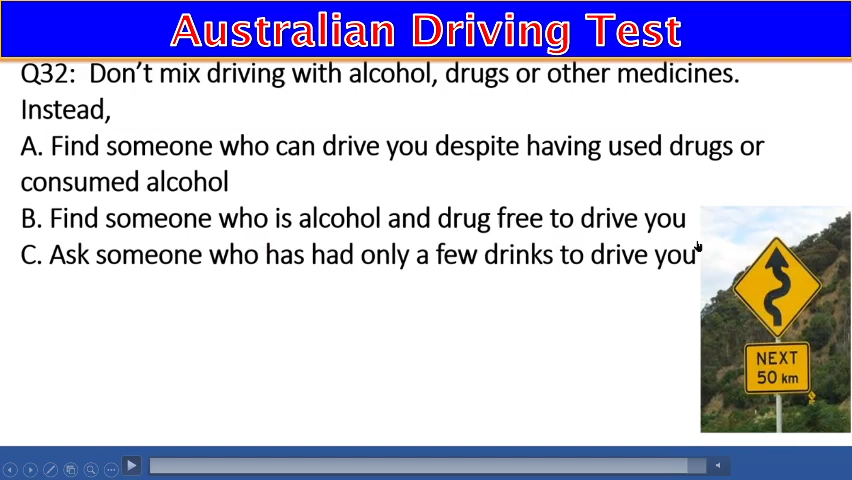 Australian Driving Test
Q32:  Don’t mix driving with alcohol, drugs or other medicines.
Instead,
A. Find someone who can drive you despite having used drugs or
consumed alcohol
B. Find someone who is alcohol and drug free to drive you
C. Ask someone who has had only a few drinks to drive you
NEXT
50 km